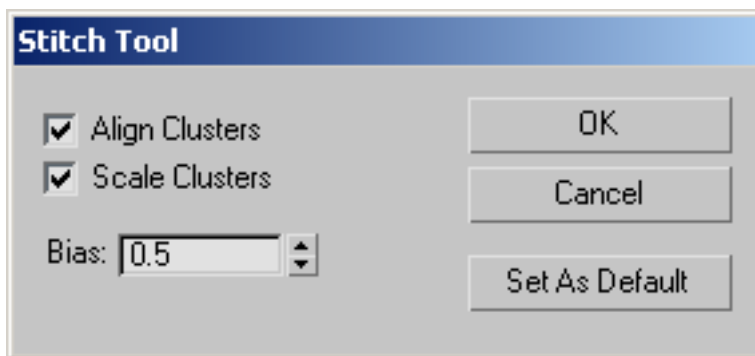 Stitch Tool
Align Clusters
Scale Clusters
Bias: 0.5
OK
Cancel
Set As Default